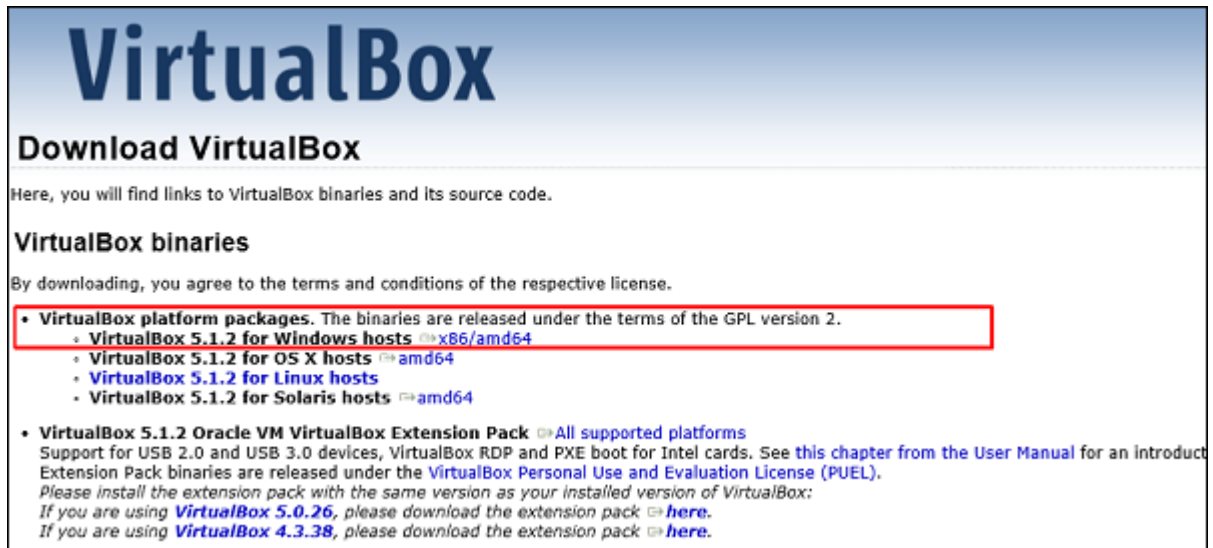 VirtualBox
Download VirtualBox
Here, you will find links to VirtualBox binaries and its source code.
VirtualBox binaries
By downloading, you agree to the terms and conditions of the respective license.
• VirtualBox platform packages. The binaries are released under the terms of the GPL version 2.
◦ VirtualBox 5.1.2 for Windows hosts x86/amd64
◦ VirtualBox 5.1.2 for OS X hosts amd64
◦ VirtualBox 5.1.2 for Linux hosts
◦ VirtualBox 5.1.2 for Solaris hosts amd64
• VirtualBox 5.1.2 Oracle VM VirtualBox Extension Pack All supported platforms
Support for USB 2.0 and USB 3.0 devices, VirtualBox RDP and PXE boot for Intel cards. See this chapter from the User Manual for an introduct
Extension Pack binaries are released under the VirtualBox Personal Use and Evaluation License (PUEL).
Please install the extension pack with the same version as your installed version of VirtualBox:
If you are using VirtualBox 5.0.26, please download the extension pack here.
If you are using VirtualBox 4.3.38, please download the extension pack here.